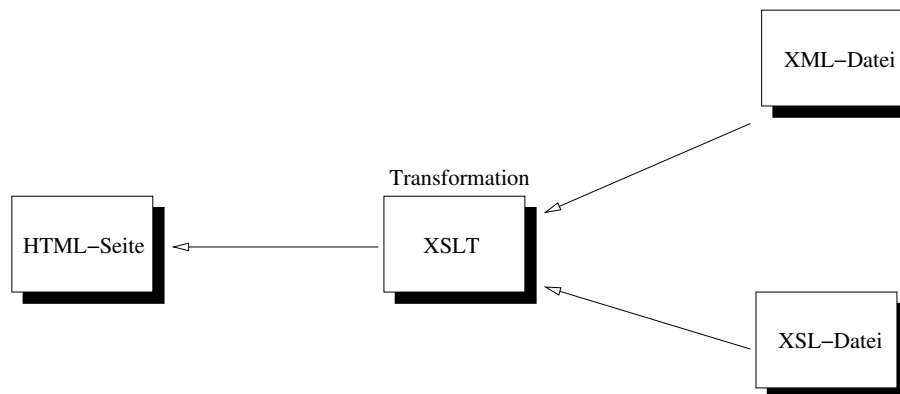 XML−Datei
Transformation
HTML−Seite
XSLT
XSL−Datei